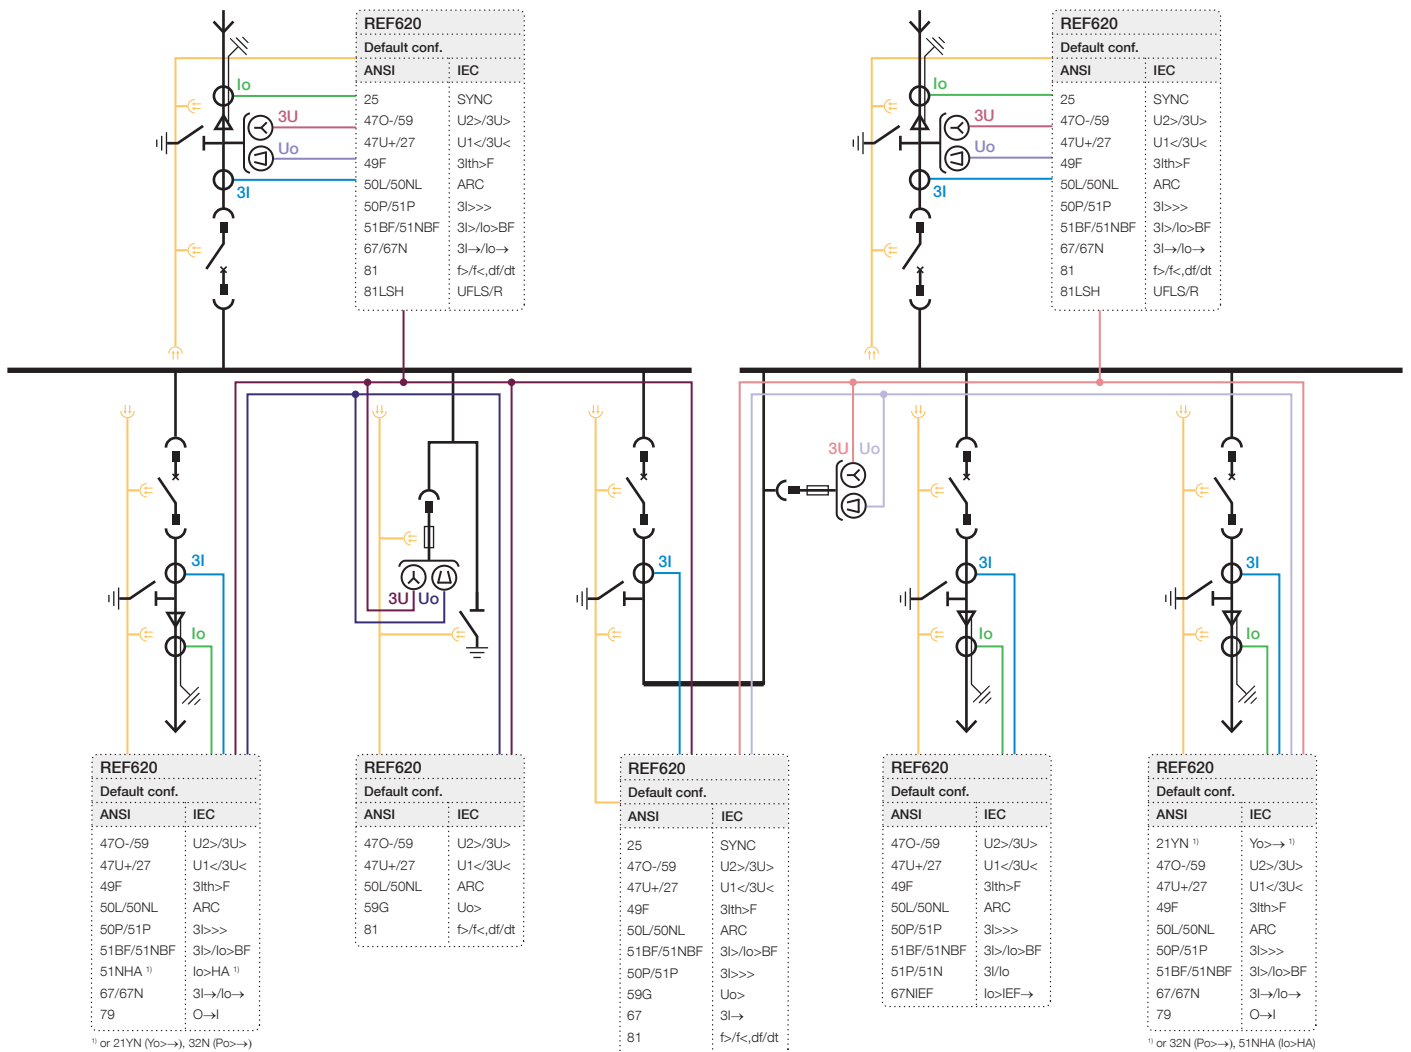 REF620
Default conf.
ANSI IEC
25 SYNC
47O-/59 U2>/3U>
47U+/27 U1</3U<
49F 3Ith>F
50L/50NL ARC
50P/51P 3I>>>
51BF/51NBF 3I>/Io>BF
67/67N 3I→/Io→
81 f>/f<,df/dt
81LSH UFLS/R
Io
3U
Uo
3I
REF620
Default conf.
ANSI IEC
25 SYNC
47O-/59 U2>/3U>
47U+/27 U1</3U<
49F 3Ith>F
50L/50NL ARC
50P/51P 3I>>>
51BF/51NBF 3I>/Io>BF
67/67N 3I→/Io→
81 f>/f<,df/dt
81LSH UFLS/R
Io
3U
Uo
3I
3I
Io
3U Uo
3I
3U Uo
3I
Io
3I
Io
REF620
Default conf.
ANSI IEC
47O-/59 U2>/3U>
47U+/27 U1</3U<
49F 3Ith>F
50L/50NL ARC
50P/51P 3I>>>
51BF/51NBF 3I>/Io>BF
51NHA ¹⁾ Io>HA ¹⁾
67/67N 3I→/Io→
79 O→I
¹⁾ or 21YN (Yo>→), 32N (Po>→)
REF620
Default conf.
ANSI IEC
47O-/59 U2>/3U>
47U+/27 U1</3U<
50L/50NL ARC
59G Uo>
81 f>/f<,df/dt
REF620
Default conf.
ANSI IEC
25 SYNC
47O-/59 U2>/3U>
47U+/27 U1</3U<
49F 3Ith>F
50L/50NL ARC
51BF/51NBF 3I>/Io>BF
50P/51P 3I>>>
59G Uo>
67 3I→
81 f>/f<,df/dt
REF620
Default conf.
ANSI IEC
47O-/59 U2>/3U>
47U+/27 U1</3U<
49F 3Ith>F
50L/50NL ARC
50P/51P 3I>>>
51BF/51NBF 3I>/Io>BF
51P/51N 3I/Io
67NIEF Io>IEF→
REF620
Default conf.
ANSI IEC
21YN ¹⁾ Yo>→ ¹⁾
47O-/59 U2>/3U>
47U+/27 U1</3U<
49F 3Ith>F
50L/50NL ARC
50P/51P 3I>>>
51BF/51NBF 3I>/Io>BF
67/67N 3I→/Io→
79 O→I
¹⁾ or 32N (Po>→), 51NHA (Io>HA)